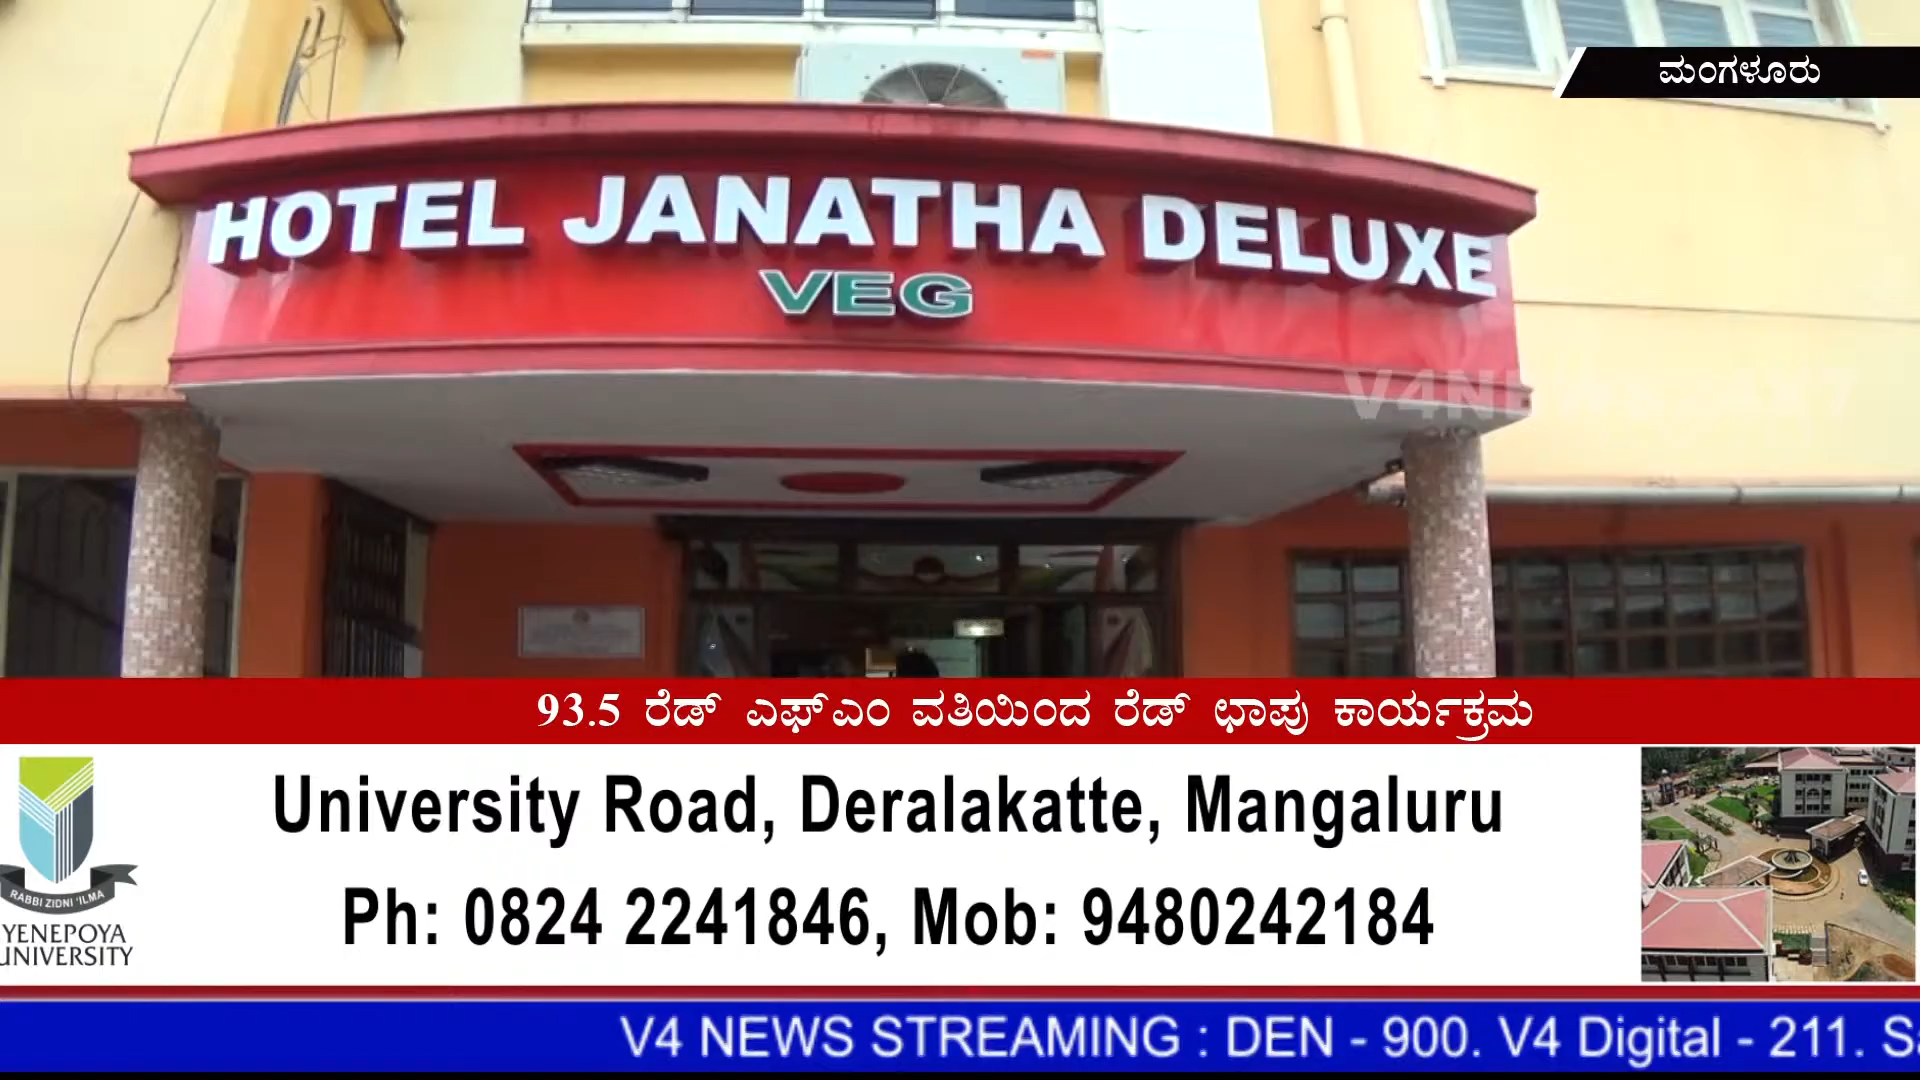 ಮಂಗಳೂರು
HOTEL JANATHA DELUXE
VEG
93.5 ರೆಡ್ ಎಫ್ಎಂ ವತಿಯಿಂದ ರೆಡ್ ಛಾಪು ಕಾರ್ಯಕ್ರಮ
University Road, Deralakatte, Mangaluru
Ph: 0824 2241846, Mob: 9480242184
RABBI ZIDNI 'ILMA
YENEPOYA
UNIVERSITY
V4 NEWS STREAMING : DEN - 900. V4 Digital - 211. Sa